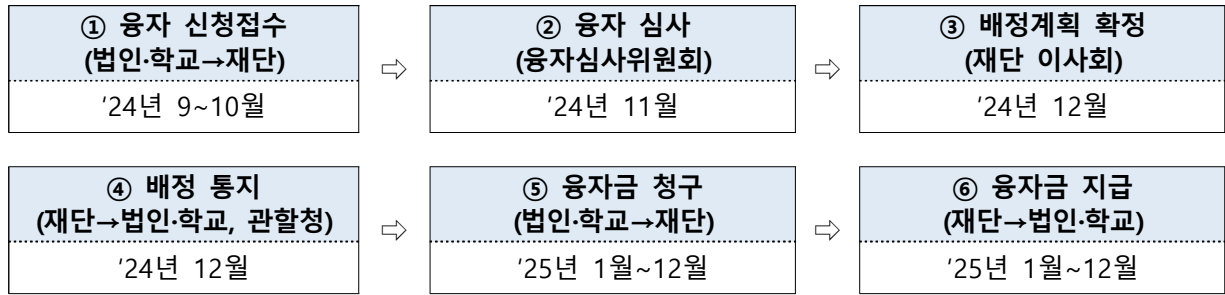 ① 융자 신청접수
(법인·학교→재단)
'24년 9~10월
⇨
② 융자 심사
(융자심사위원회)
'24년 11월
⇨
③ 배정계획 확정
(재단 이사회)
'24년 12월
④ 배정 통지
(재단→법인·학교, 관할청)
'24년 12월
⇨
⑤ 융자금 청구
(법인·학교→재단)
'25년 1월~12월
⇨
⑥ 융자금 지급
(재단→법인·학교)
'25년 1월~12월